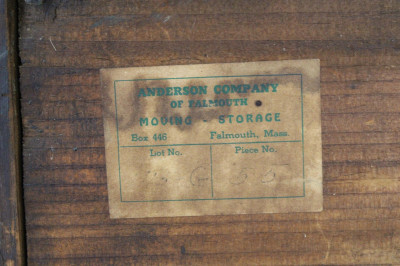 ANDERSON COMPANY
OF FALMOUTH
MOVING - STORAGE
Box 446 Falmouth, Mass.
Lot No. Piece No.